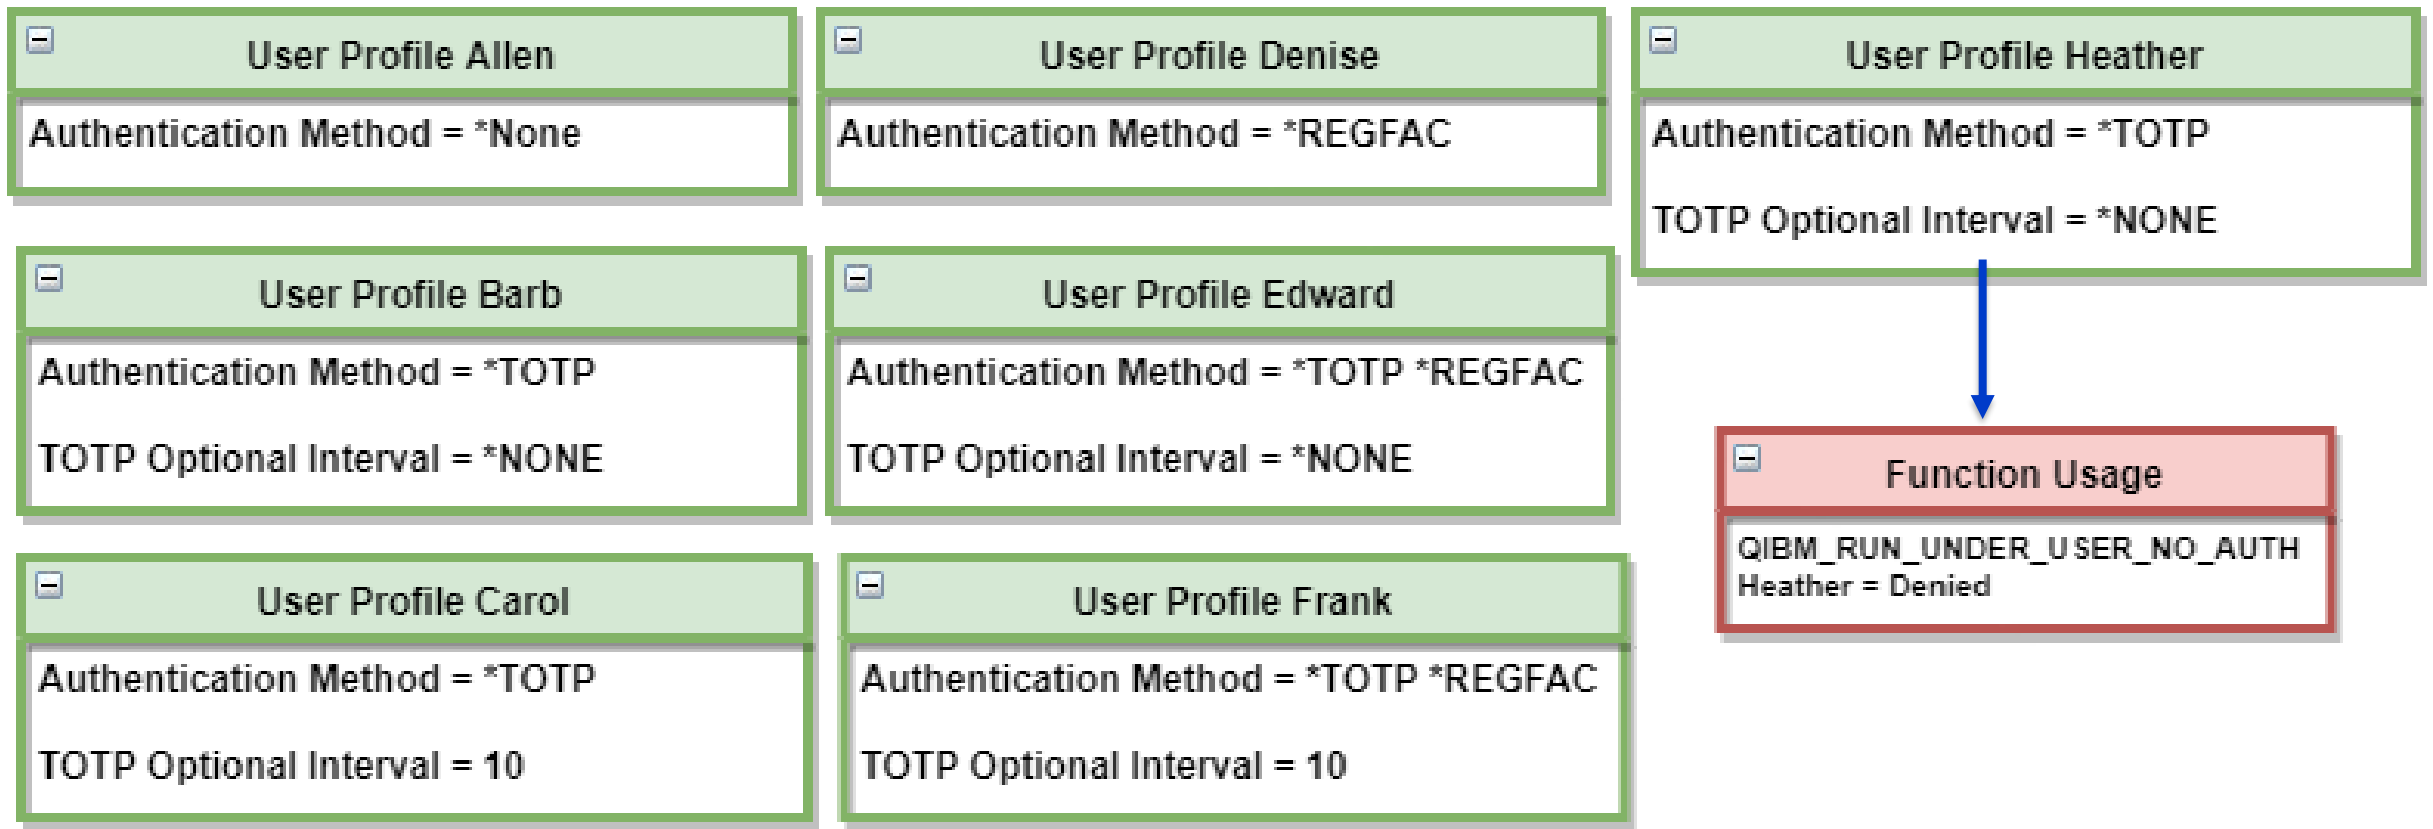 User Profile Allen
Authentication Method = *None
User Profile Denise
Authentication Method = *REGFAC
User Profile Heather
Authentication Method = *TOTP
TOTP Optional Interval = *NONE
User Profile Barb
Authentication Method = *TOTP
TOTP Optional Interval = *NONE
User Profile Edward
Authentication Method = *TOTP *REGFAC
TOTP Optional Interval = *NONE
Function Usage
QIBM_RUN_UNDER_USER_NO_AUTH
Heather = Denied
User Profile Carol
Authentication Method = *TOTP
TOTP Optional Interval = 10
User Profile Frank
Authentication Method = *TOTP *REGFAC
TOTP Optional Interval = 10